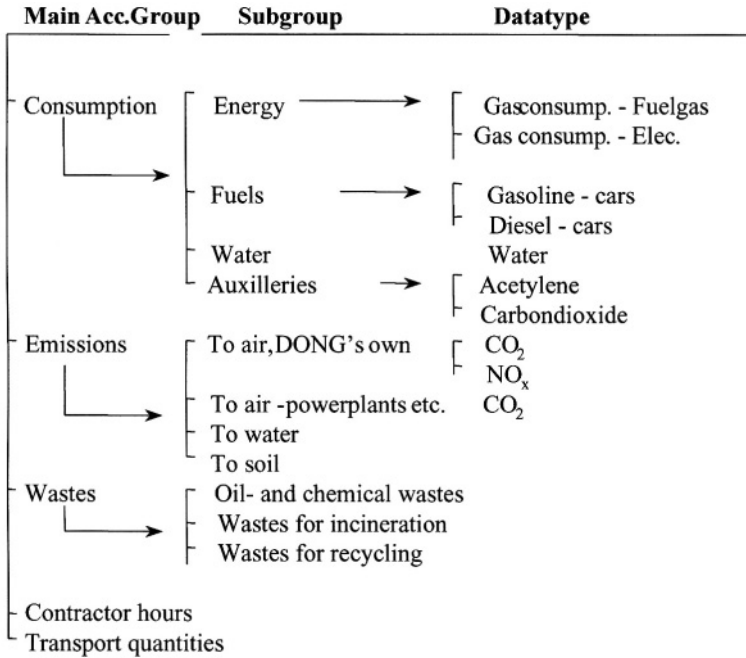 Main Acc.Group Subgroup Datatype
Consumption Energy Gasconsump. - Fuelgas
Gas consump. - Elec.
Fuels Gasoline - cars
Diesel - cars
Water Water
Auxilleries Acetylene
Carbondioxide
Emissions To air,DONG's own CO₂
NOₓ
To air -powerplants etc. CO₂
To water
To soil
Wastes Oil- and chemical wastes
Wastes for incineration
Wastes for recycling
Contractor hours
Transport quantities